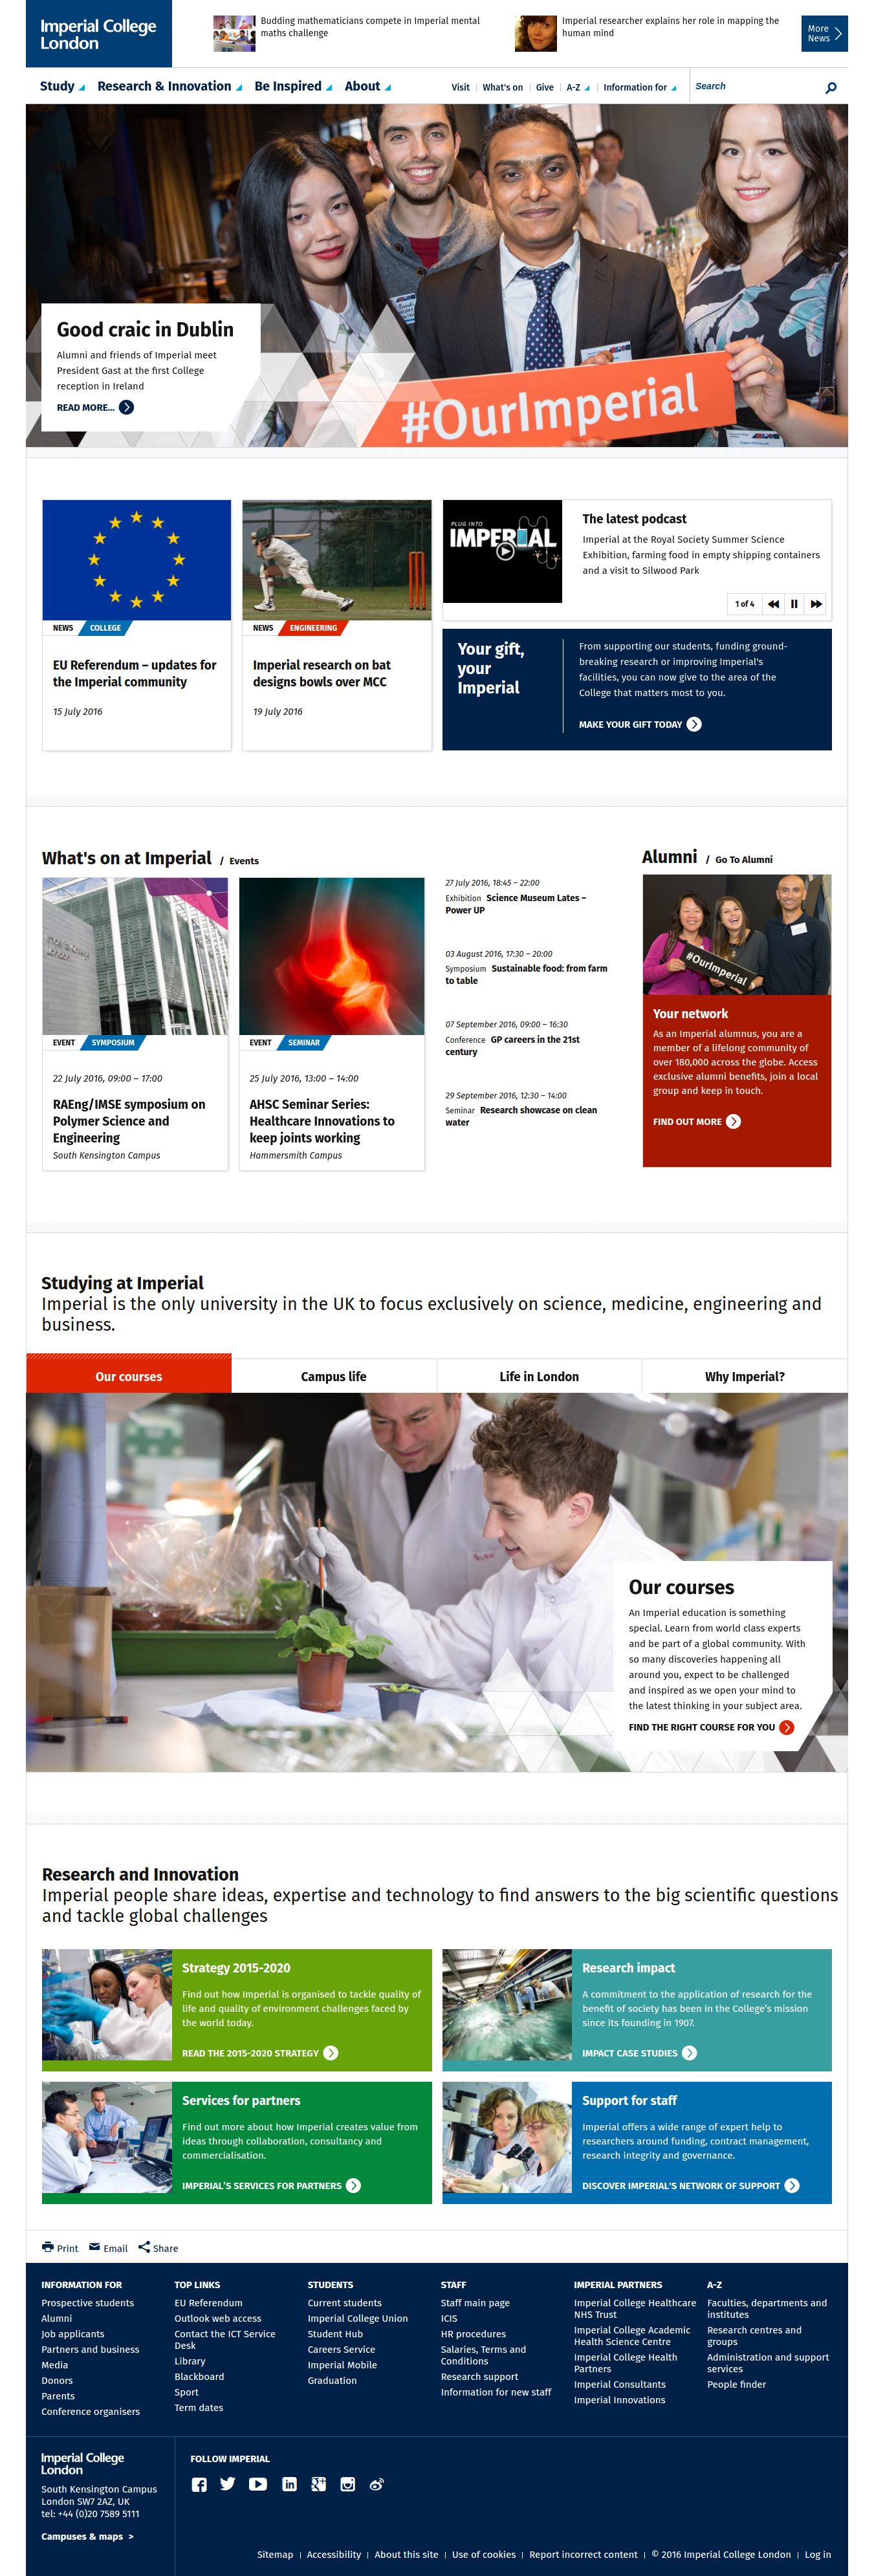 Imperial College
London
Budding mathematicians compete in Imperial mental
maths challenge
Imperial researcher explains her role in mapping the
human mind
More
News
Study
Research & Innovation
Be Inspired
About
Visit
What's on
Give
A-Z
Information for
Search
Good craic in Dublin
Alumni and friends of Imperial meet
President Gast at the first College
reception in Ireland
READ MORE...
#OurImperial
NEWS COLLEGE
EU Referendum – updates for
the Imperial community
15 July 2016
NEWS ENGINEERING
Imperial research on bat
designs bowls over MCC
19 July 2016
PLUG INTO
IMPERIAL
The latest podcast
Imperial at the Royal Society Summer Science
Exhibition, farming food in empty shipping containers
and a visit to Silwood Park
1 of 4
Your gift,
your
Imperial
From supporting our students, funding ground-
breaking research or improving Imperial's
facilities, you can now give to the area of the
College that matters most to you.
MAKE YOUR GIFT TODAY
What's on at Imperial / Events
Imperial College
London
EVENT SYMPOSIUM
22 July 2016, 09:00 – 17:00
RAEng/IMSE symposium on
Polymer Science and
Engineering
South Kensington Campus
EVENT SEMINAR
25 July 2016, 13:00 – 14:00
AHSC Seminar Series:
Healthcare Innovations to
keep joints working
Hammersmith Campus
27 July 2016, 18:45 – 22:00
Exhibition Science Museum Lates –
Power UP
03 August 2016, 17:30 – 20:00
Symposium Sustainable food: from farm
to table
07 September 2016, 09:00 – 16:30
Conference GP careers in the 21st
century
29 September 2016, 12:30 – 14:00
Seminar Research showcase on clean
water
Alumni / Go To Alumni
#OurImperial
Your network
As an Imperial alumnus, you are a
member of a lifelong community of
over 180,000 across the globe. Access
exclusive alumni benefits, join a local
group and keep in touch.
FIND OUT MORE
Studying at Imperial
Imperial is the only university in the UK to focus exclusively on science, medicine, engineering and
business.
Our courses
Campus life
Life in London
Why Imperial?
Our courses
An Imperial education is something
special. Learn from world class experts
and be part of a global community. With
so many discoveries happening all
around you, expect to be challenged
and inspired as we open your mind to
the latest thinking in your subject area.
FIND THE RIGHT COURSE FOR YOU
Research and Innovation
Imperial people share ideas, expertise and technology to find answers to the big scientific questions
and tackle global challenges
Strategy 2015-2020
Find out how Imperial is organised to tackle quality of
life and quality of environment challenges faced by
the world today.
READ THE 2015-2020 STRATEGY
Research impact
A commitment to the application of research for the
benefit of society has been in the College's mission
since its founding in 1907.
IMPACT CASE STUDIES
Services for partners
Find out more about how Imperial creates value from
ideas through collaboration, consultancy and
commercialisation.
IMPERIAL'S SERVICES FOR PARTNERS
Support for staff
Imperial offers a wide range of expert help to
researchers around funding, contract management,
research integrity and governance.
DISCOVER IMPERIAL'S NETWORK OF SUPPORT
Print
Email
Share
INFORMATION FOR
Prospective students
Alumni
Job applicants
Partners and business
Media
Donors
Parents
Conference organisers
TOP LINKS
EU Referendum
Outlook web access
Contact the ICT Service
Desk
Library
Blackboard
Sport
Term dates
STUDENTS
Current students
Imperial College Union
Student Hub
Careers Service
Imperial Mobile
Graduation
STAFF
Staff main page
ICIS
HR procedures
Salaries, Terms and
Conditions
Research support
Information for new staff
IMPERIAL PARTNERS
Imperial College Healthcare
NHS Trust
Imperial College Academic
Health Science Centre
Imperial College Health
Partners
Imperial Consultants
Imperial Innovations
A-Z
Faculties, departments and
institutes
Research centres and
groups
Administration and support
services
People finder
Imperial College
London
South Kensington Campus
London SW7 2AZ, UK
tel: +44 (0)20 7589 5111
Campuses & maps >
FOLLOW IMPERIAL
Sitemap | Accessibility | About this site | Use of cookies | Report incorrect content | © 2016 Imperial College London | Log in